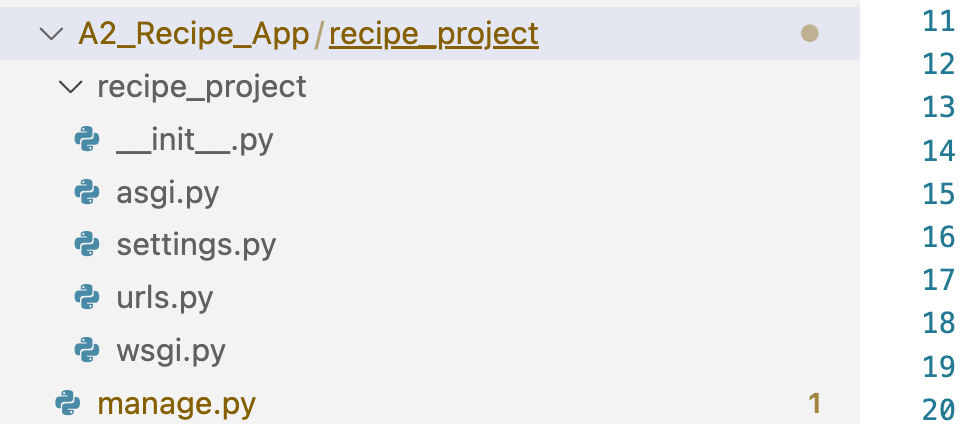 A2_Recipe_App/recipe_project
recipe_project
__init__.py
asgi.py
settings.py
urls.py
wsgi.py
manage.py 1
11
12
13
14
15
16
17
18
19
20